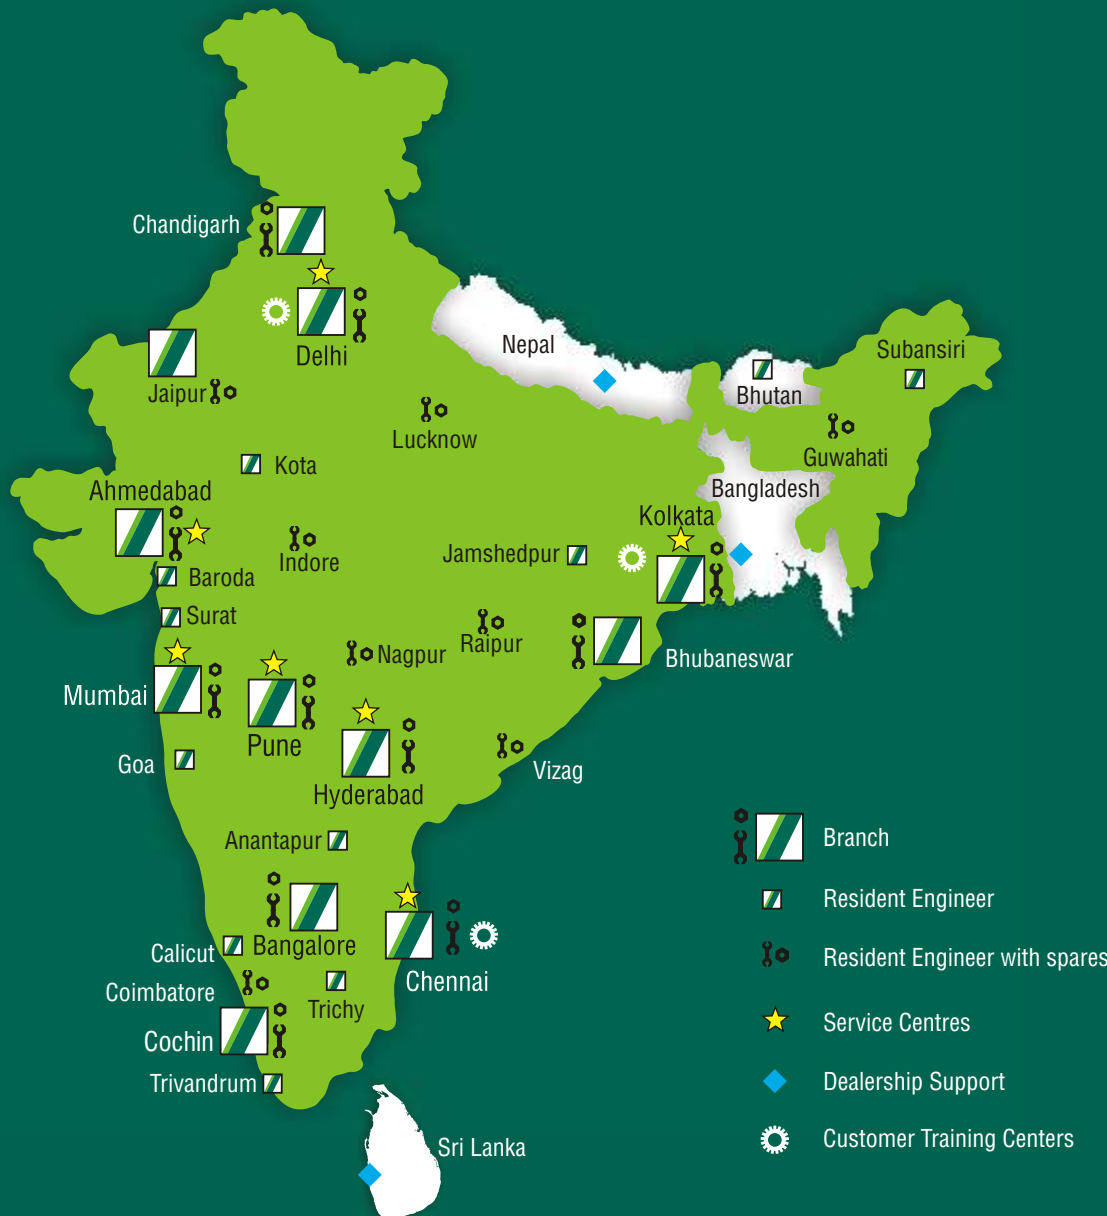 Chandigarh
Delhi
Nepal
Subansiri
Jaipur
Bhutan
Lucknow
Guwahati
Kota
Ahmedabad
Bangladesh
Kolkata
Indore
Jamshedpur
Baroda
Surat
Raipur
Nagpur
Bhubaneswar
Mumbai
Pune
Goa
Vizag
Hyderabad
Anantapur
Branch
Resident Engineer
Bangalore
Calicut
Resident Engineer with spares
Chennai
Coimbatore
Trichy
Service Centres
Cochin
Trivandrum
Dealership Support
Sri Lanka
Customer Training Centers